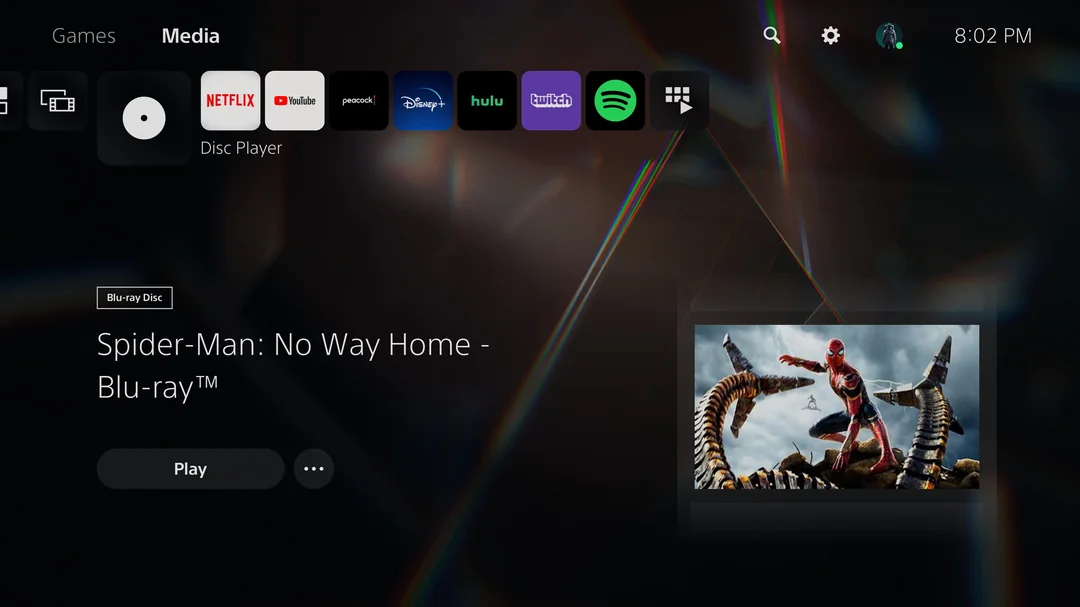 Games Media 8:02 PM
NETFLIX YouTube peacock Disney+ hulu twitch
Disc Player
Blu-ray Disc
Spider-Man: No Way Home -
Blu-ray™
Play